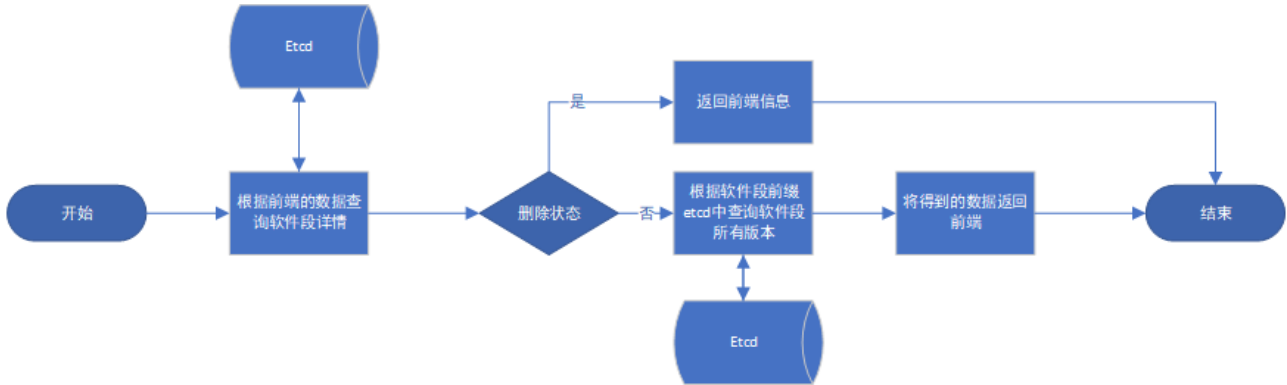 Etcd
是
返回前端信息
开始
根据前端的数据查
询软件段详情
删除状态
否
根据软件段前缀
etcd中查询软件段
所有版本
将得到的数据返回
前端
结束
Etcd